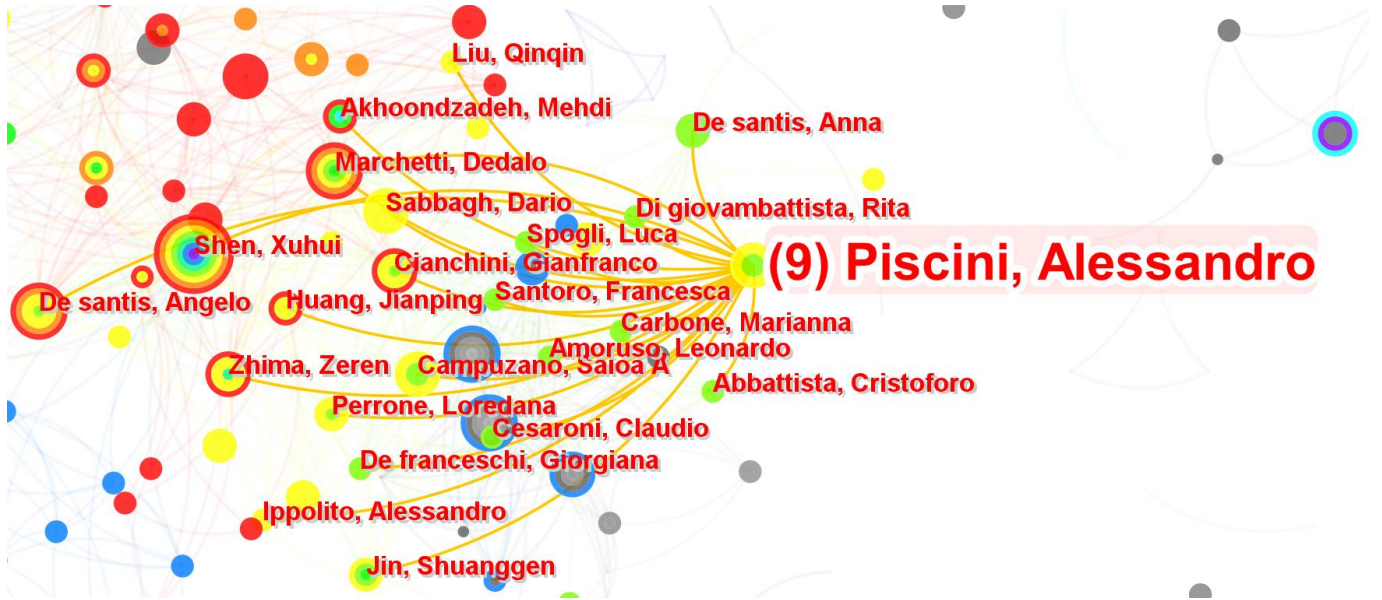 Liu, Qinqin
Akhoondzadeh, Mehdi
De santis, Anna
Marchetti, Dedalo
Sabbagh, Dario
Di giovambattista, Rita
Spogli, Luca
Shen, Xuhui
Cianchini, Gianfranco
(9) Piscini, Alessandro
Santoro, Francesca
De santis, Angelo
Huang, Jianping
Carbone, Marianna
Amoruso, Leonardo
Zhima, Zeren
Campuzano, Saioa A
Abbattista, Cristoforo
Perrone, Loredana
Cesaroni, Claudio
De franceschi, Giorgiana
Ippolito, Alessandro
Jin, Shuanggen